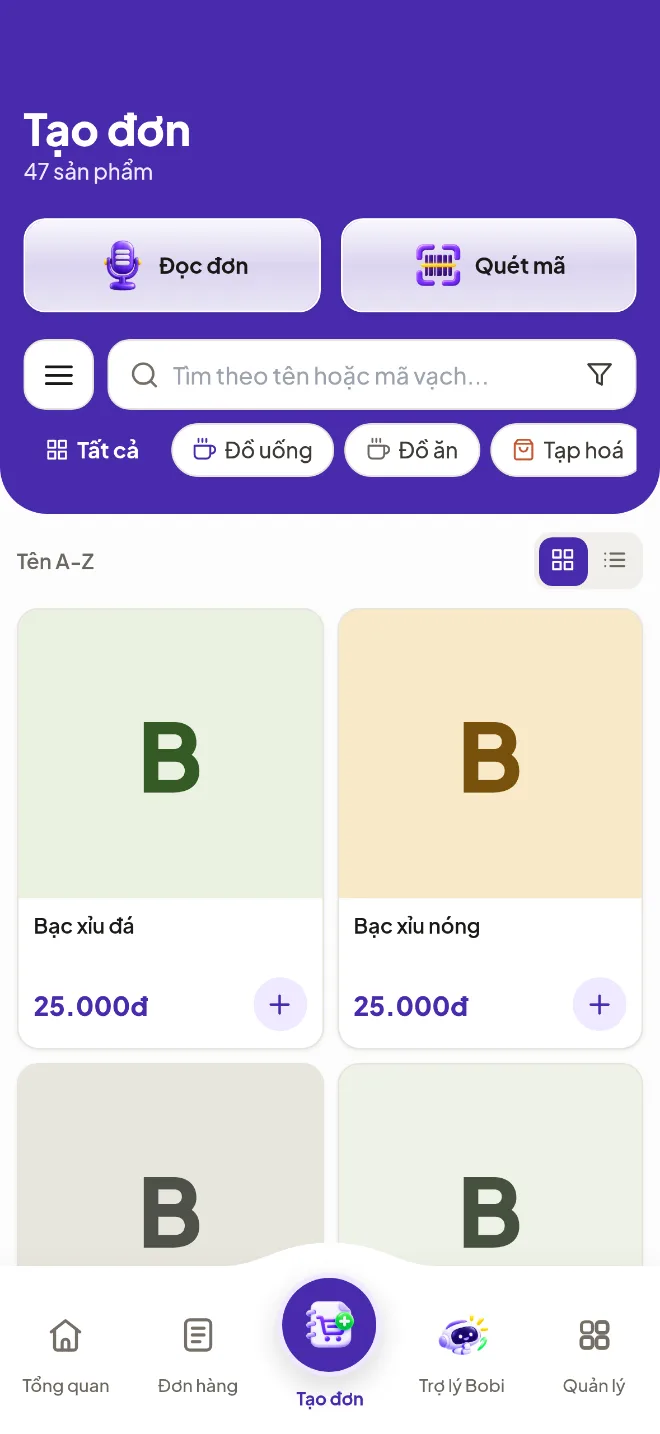 Tạo đơn
47 sản phẩm
Đọc đơn
Quét mã
Tìm theo tên hoặc mã vạch...
Tất cả
Đồ uống
Đồ ăn
Tạp hoá
Tên A-Z
B
B
Bạc xỉu đá
Bạc xỉu nóng
25.000đ
25.000đ
B
B
Tổng quan
Đơn hàng
Tạo đơn
Trợ lý Bobi
Quản lý